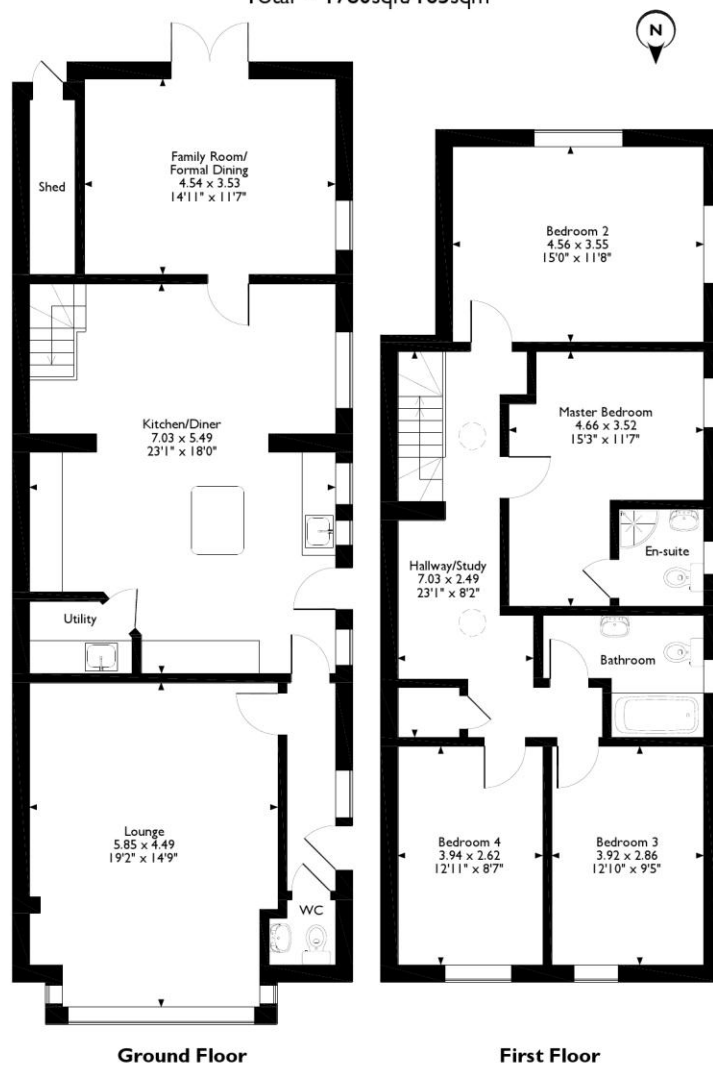 N
Family Room/
Formal Dining
4.54 x 3.53
14'11" x 11'7"
Shed
Kitchen/Diner
7.03 x 5.49
23'1" x 18'0"
Utility
Lounge
5.85 x 4.49
19'2" x 14'9"
WC
Ground Floor
Bedroom 2
4.56 x 3.55
15'0" x 11'8"
Master Bedroom
4.66 x 3.52
15'3" x 11'7"
En-suite
Hallway/Study
7.03 x 2.49
23'1" x 8'2"
Bathroom
Bedroom 4
3.94 x 2.62
12'11" x 8'7"
Bedroom 3
3.92 x 2.86
12'10" x 9'5"
First Floor